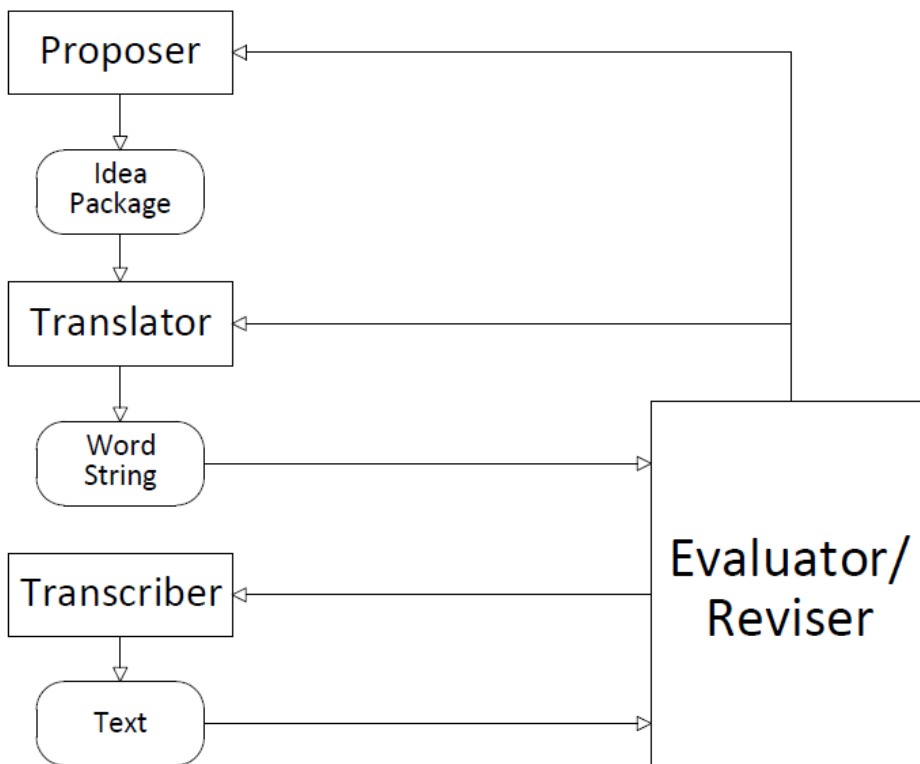 Proposer
Idea
Package
Translator
Word
String
Transcriber
Text
Evaluator/
Reviser